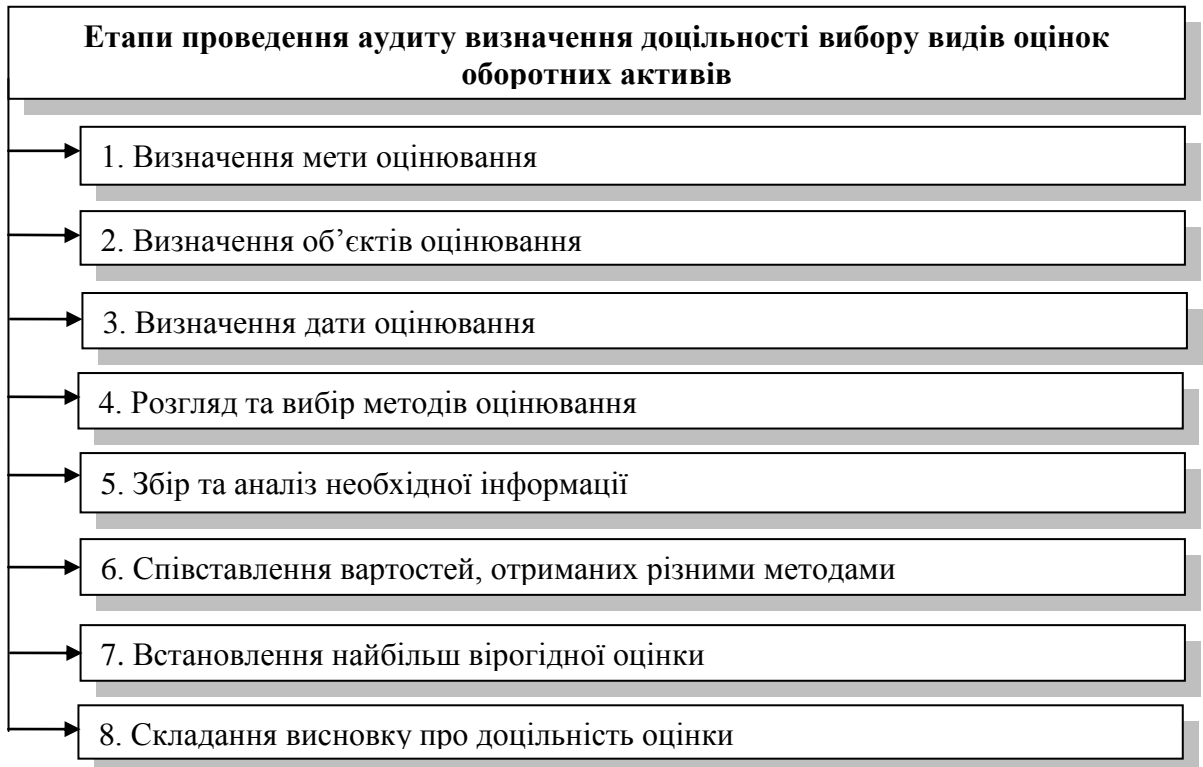 Етапи проведення аудиту визначення доцільності вибору видів оцінок
оборотних активів
1. Визначення мети оцінювання
2. Визначення об’єктів оцінювання
3. Визначення дати оцінювання
4. Розгляд та вибір методів оцінювання
5. Збір та аналіз необхідної інформації
6. Співставлення вартостей, отриманих різними методами
7. Встановлення найбільш вірогідної оцінки
8. Складання висновку про доцільність оцінки